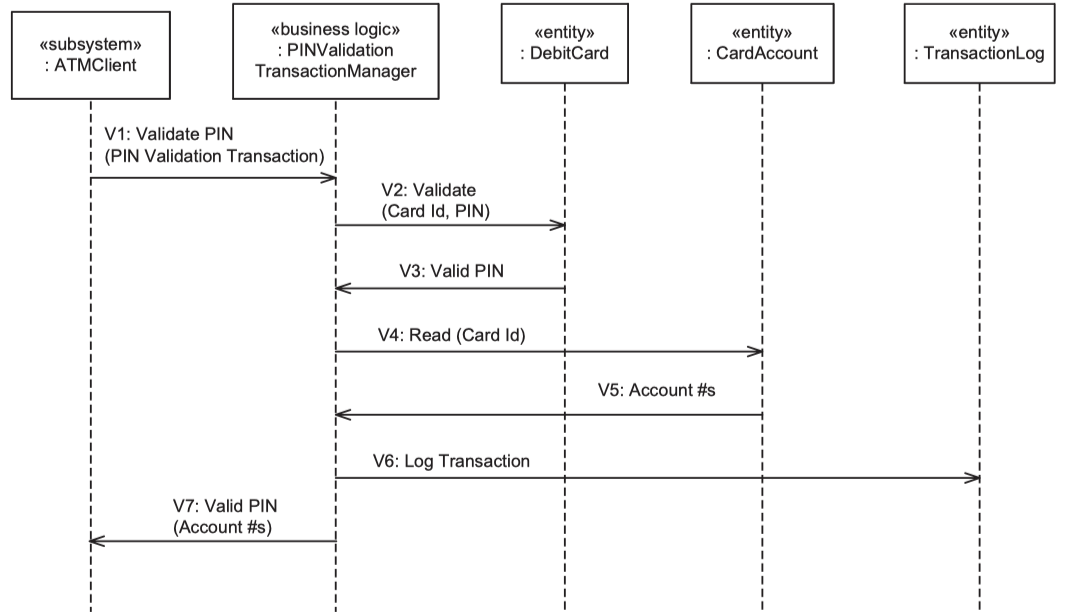 «subsystem»
: ATMClient
«business logic»
: PINValidation
TransactionManager
«entity»
: DebitCard
«entity»
: CardAccount
«entity»
: TransactionLog
V1: Validate PIN
(PIN Validation Transaction)
V2: Validate
(Card Id, PIN)
V3: Valid PIN
V4: Read (Card Id)
V5: Account #s
V6: Log Transaction
V7: Valid PIN
(Account #s)